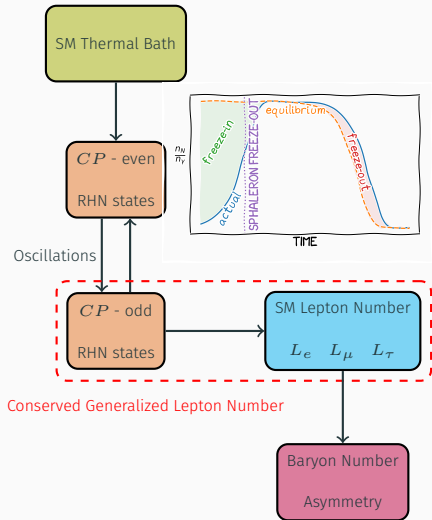 SM Thermal Bath
CP - even
RHN states
n_N
n_γ
freeze-in
actual
SPHALERON FREEZE-OUT
equilibrium
freeze-out
TIME
Oscillations
CP - odd
RHN states
SM Lepton Number
L_e L_μ L_τ
Conserved Generalized Lepton Number
Baryon Number
Asymmetry